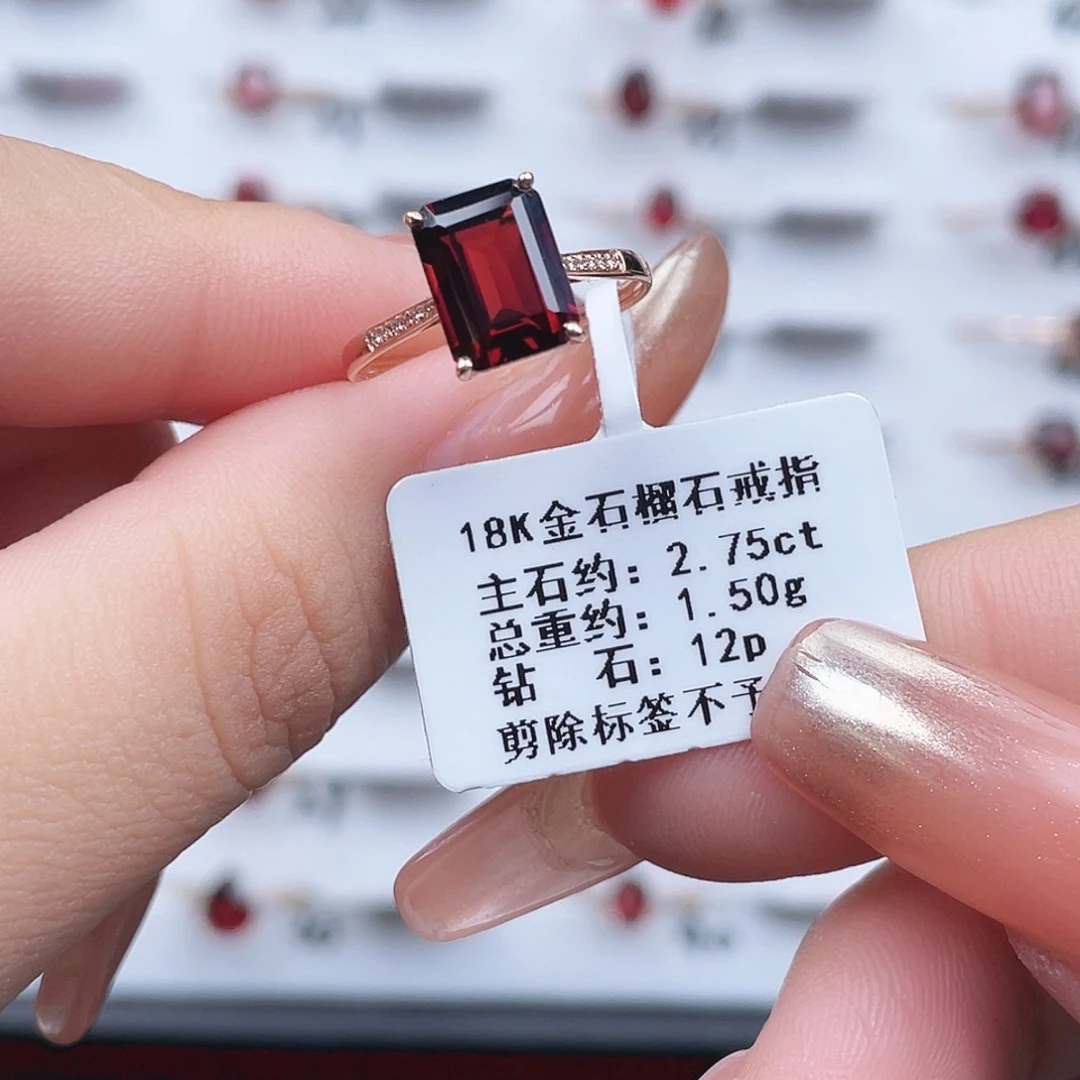 18K金石榴石戒指
主石约: 2.75ct
总重约: 1.50g
钻 石: 12p
剪除标签不予